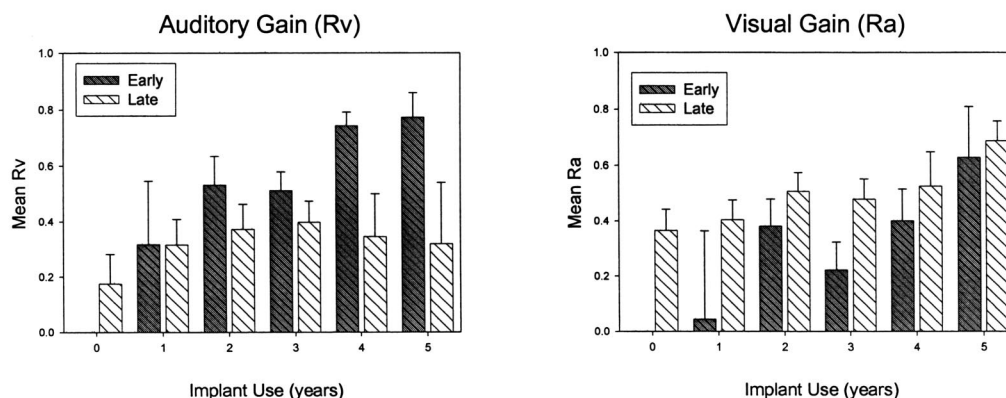 Auditory Gain (Rv)
1.0
0.8
0.6
0.4
0.2
0.0
Mean Rv
Early
Late
0 1 2 3 4 5
Implant Use (years)
Visual Gain (Ra)
1.0
0.8
0.6
0.4
0.2
0.0
Mean Ra
Early
Late
0 1 2 3 4 5
Implant Use (years)